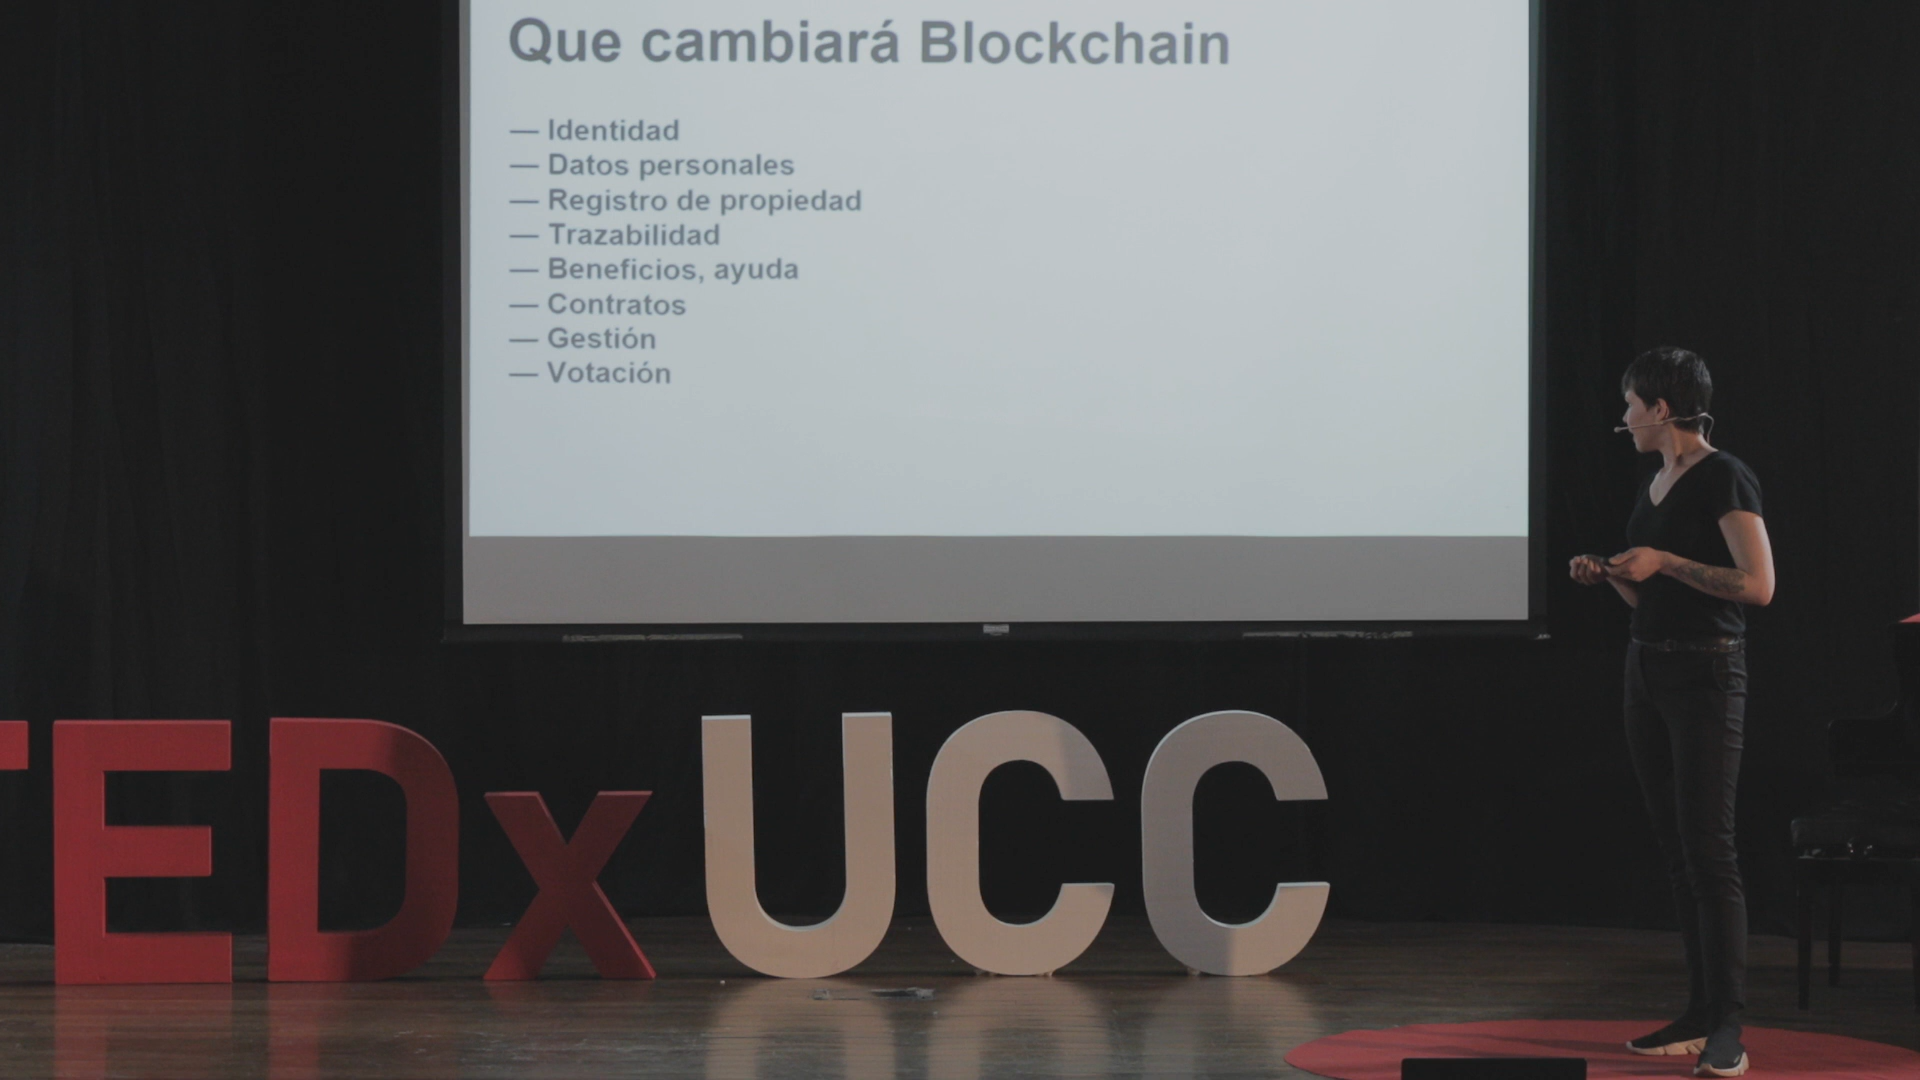 Que cambiará Blockchain
— Identidad
— Datos personales
— Registro de propiedad
— Trazabilidad
— Beneficios, ayuda
— Contratos
— Gestión
— Votación
TEDxUCC